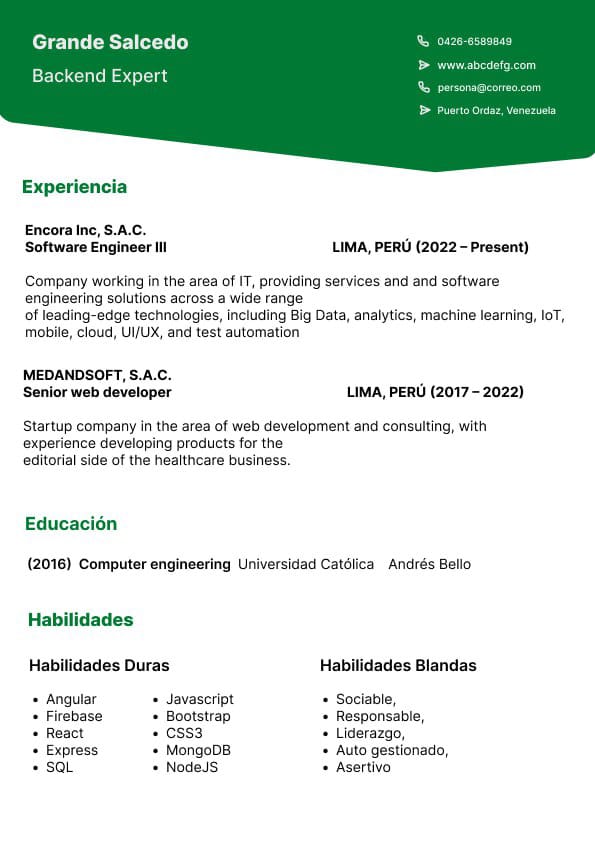 Grande Salcedo
Backend Expert
0426-6589849
www.abcdefg.com
persona@correo.com
Puerto Ordaz, Venezuela
Experiencia
Encora Inc, S.A.C.
Software Engineer III LIMA, PERÚ (2022 – Present)
Company working in the area of IT, providing services and and software
engineering solutions across a wide range
of leading-edge technologies, including Big Data, analytics, machine learning, IoT,
mobile, cloud, UI/UX, and test automation
MEDANDSOFT, S.A.C.
Senior web developer LIMA, PERÚ (2017 – 2022)
Startup company in the area of web development and consulting, with
experience developing products for the
editorial side of the healthcare business.
Educación
(2016) Computer engineering Universidad Católica Andrés Bello
Habilidades
Habilidades Duras
• Angular
• Firebase
• React
• Express
• SQL
• Javascript
• Bootstrap
• CSS3
• MongoDB
• NodeJS
Habilidades Blandas
• Sociable,
• Responsable,
• Liderazgo,
• Auto gestionado,
• Asertivo